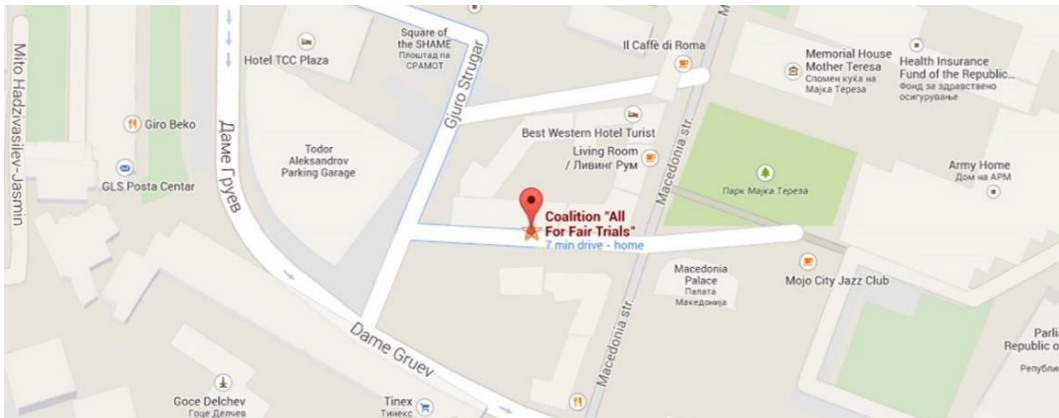 Mito Hadzivasilev-Jasmin
Hotel TCC Plaza
Square of
the SHAME
Плоштад на
СРАМОТ
Gjuro Strugar
Il Caffè di Roma
Memorial House
Mother Teresa
Спомен куќа на
Мајка Тереза
Health Insurance
Fund of the Republic...
Фонд за здравствено
осигурување
Giro Beko
GLS Posta Centar
Даме Груев
Todor
Aleksandrov
Parking Garage
Best Western Hotel Turist
Living Room
/ Ливинг Рум
Macedonia str.
Парк Мајка Тереза
Army Home
Дом на АРМ
Coalition "All
For Fair Trials"
7 min drive - home
Macedonia
Palace
Палата
Македонија
Mojo City Jazz Club
Macedonia str.
Dame Gruev
Goce Delchev
Гоце Делчев
Tinex
Тинекс
Republic o